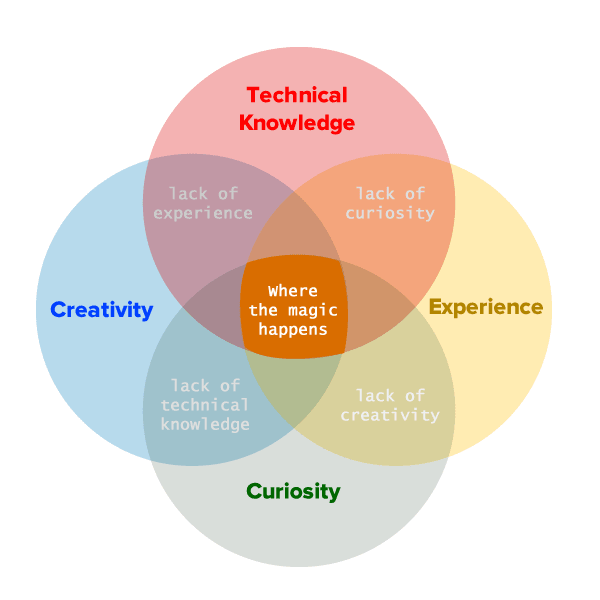 Technical
Knowledge
lack of
experience
lack of
curiosity
Where
the magic
happens
Creativity
Experience
lack of
technical
knowledge
lack of
creativity
Curiosity